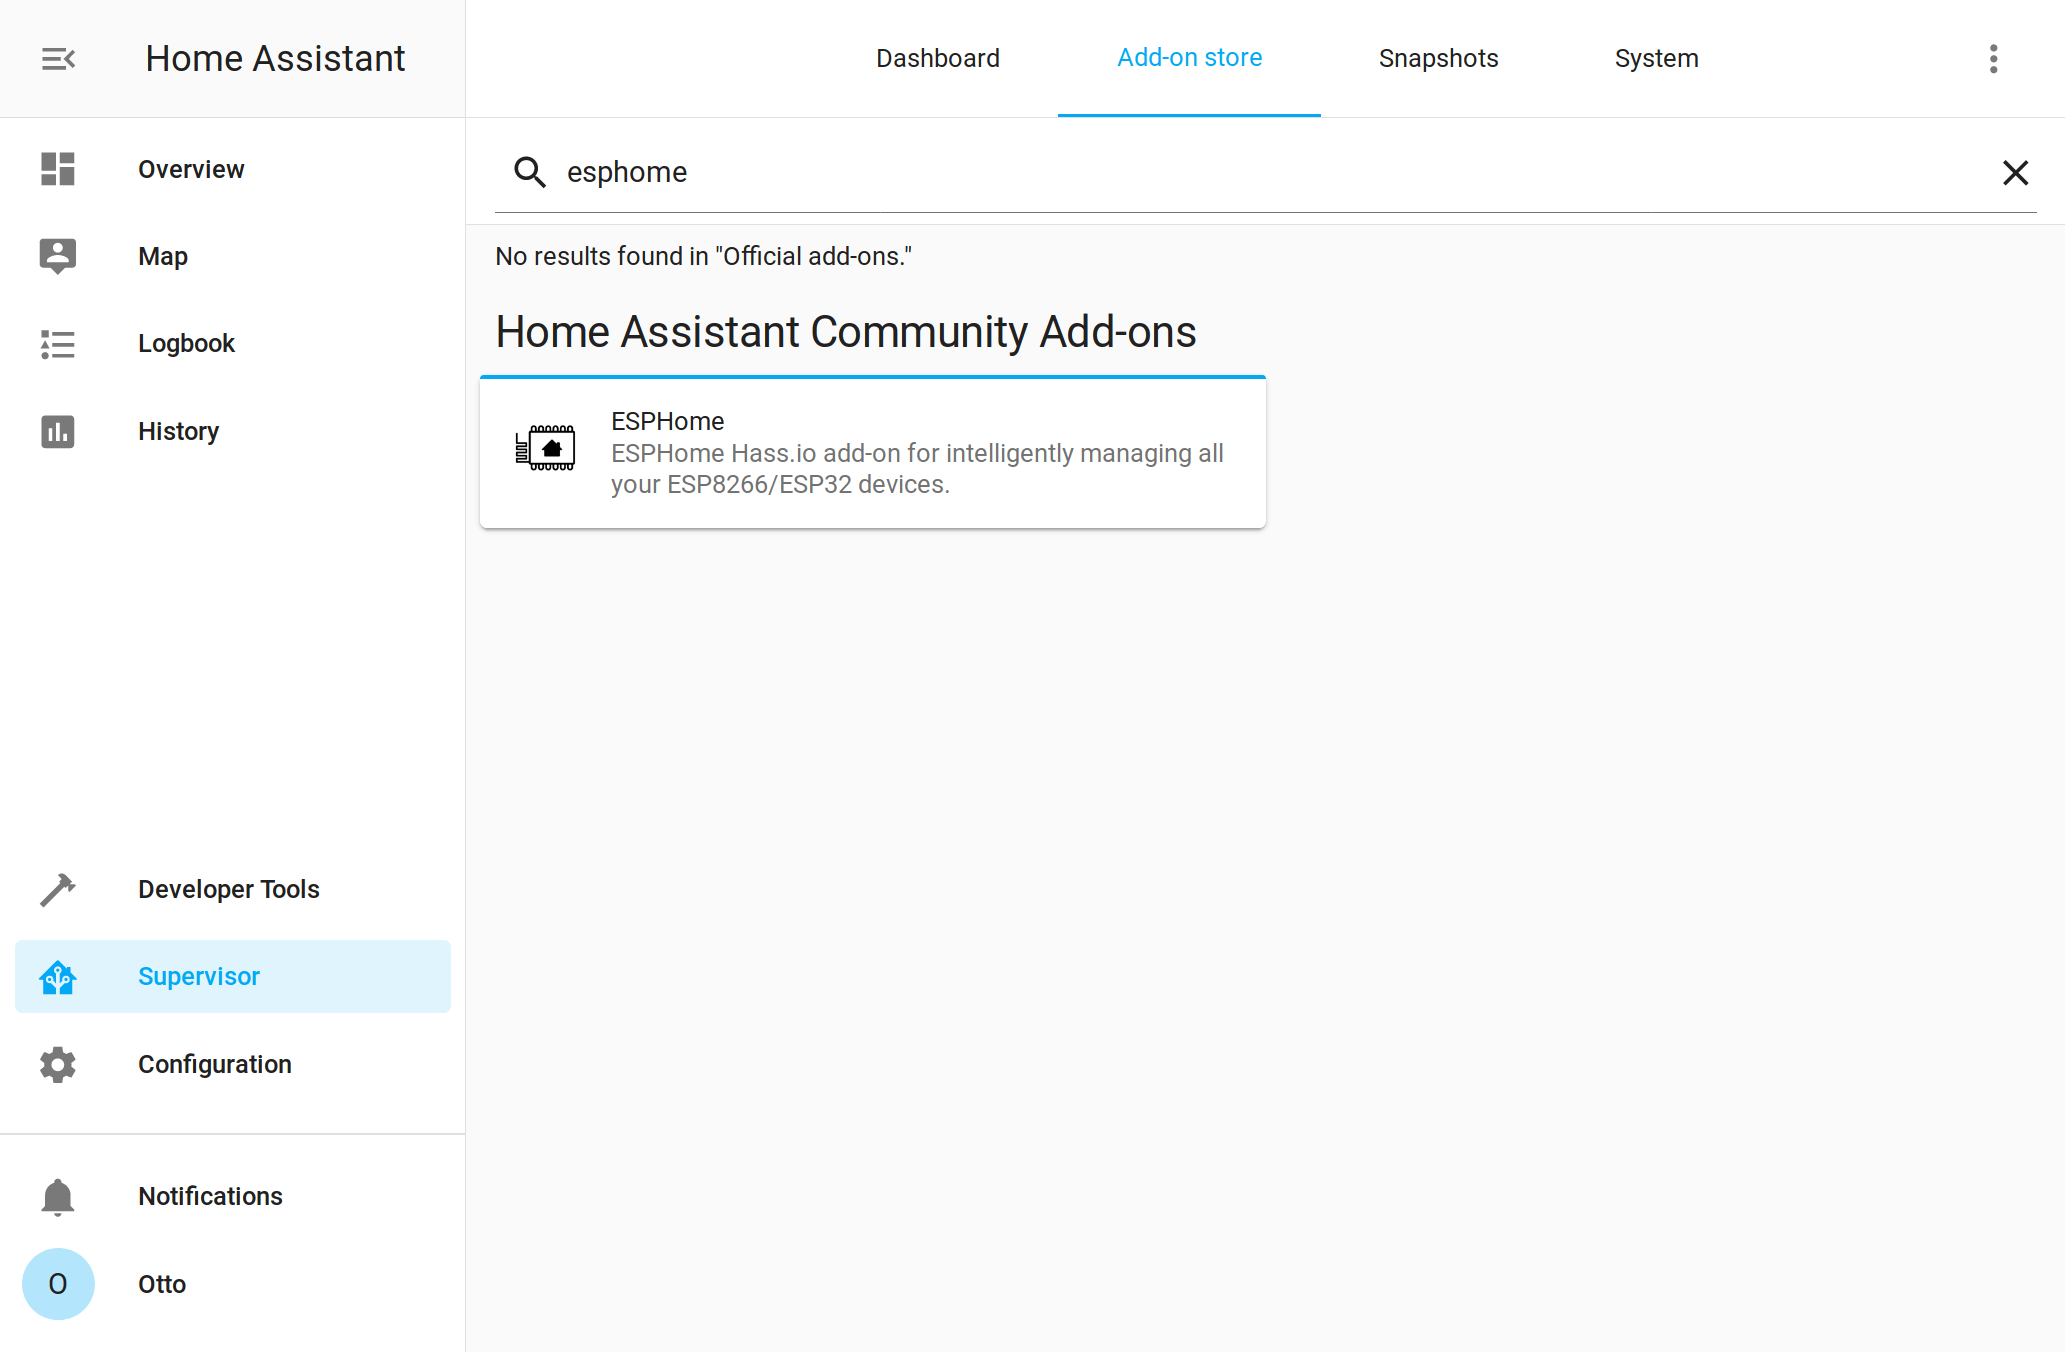 Home Assistant
Dashboard
Add-on store
Snapshots
System
Overview
Map
Logbook
History
Developer Tools
Supervisor
Configuration
Notifications
O
Otto
esphome
No results found in "Official add-ons."
Home Assistant Community Add-ons
ESPHome
ESPHome Hass.io add-on for intelligently managing all
your ESP8266/ESP32 devices.